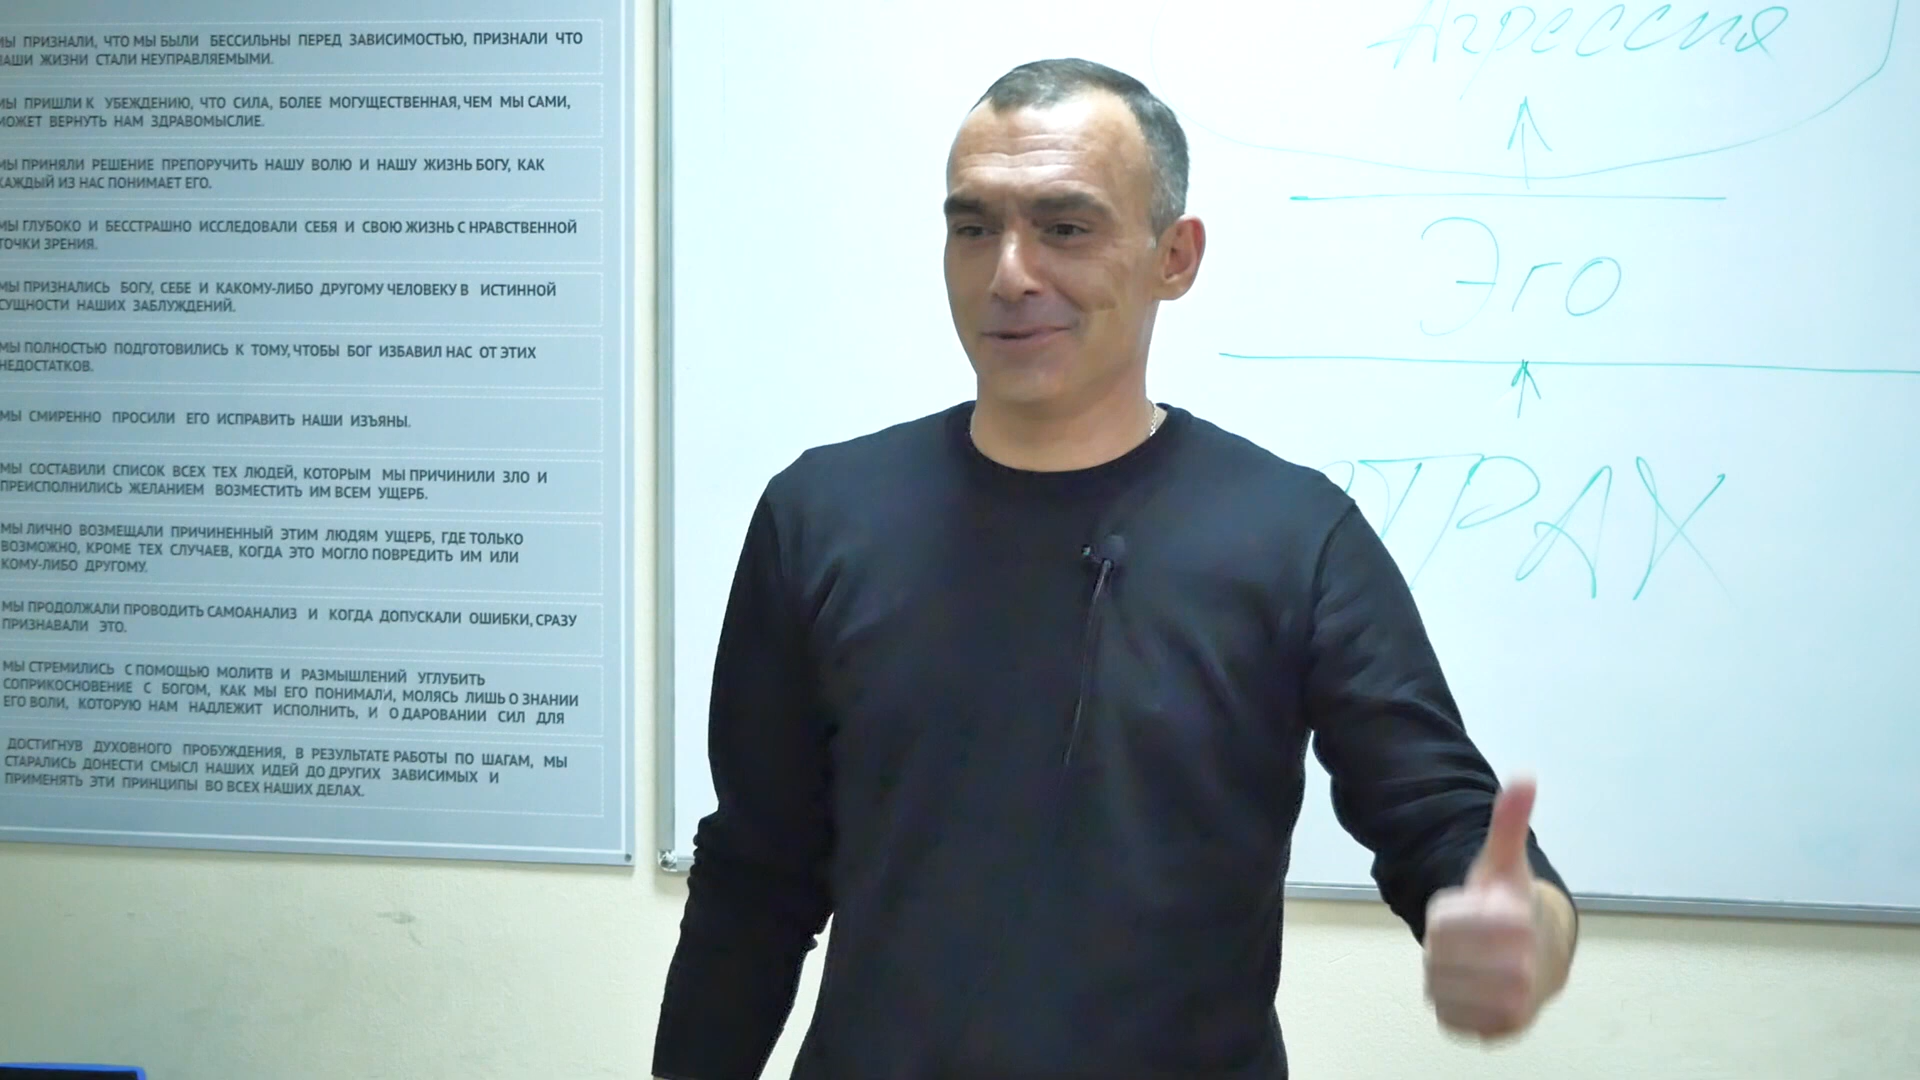 МЫ ПРИЗНАЛИ, ЧТО МЫ БЫЛИ БЕССИЛЬНЫ ПЕРЕД ЗАВИСИМОСТЬЮ, ПРИЗНАЛИ ЧТО
НАШИ ЖИЗНИ СТАЛИ НЕУПРАВЛЯЕМЫМИ.
МЫ ПРИШЛИ К УБЕЖДЕНИЮ, ЧТО СИЛА, БОЛЕЕ МОГУЩЕСТВЕННАЯ, ЧЕМ МЫ САМИ,
МОЖЕТ ВЕРНУТЬ НАМ ЗДРАВОМЫСЛИЕ.
МЫ ПРИНЯЛИ РЕШЕНИЕ ПРЕПОРУЧИТЬ НАШУ ВОЛЮ И НАШУ ЖИЗНЬ БОГУ, КАК
КАЖДЫЙ ИЗ НАС ПОНИМАЕТ ЕГО.
МЫ ГЛУБОКО И БЕССТРАШНО ИССЛЕДОВАЛИ СЕБЯ И СВОЮ ЖИЗНЬ С НРАВСТВЕННОЙ
ТОЧКИ ЗРЕНИЯ.
МЫ ПРИЗНАЛИСЬ БОГУ, СЕБЕ И КАКОМУ-ЛИБО ДРУГОМУ ЧЕЛОВЕКУ В ИСТИННОЙ
СУЩНОСТИ НАШИХ ЗАБЛУЖДЕНИЙ.
МЫ ПОЛНОСТЬЮ ПОДГОТОВИЛИСЬ К ТОМУ, ЧТОБЫ БОГ ИЗБАВИЛ НАС ОТ ЭТИХ
НЕДОСТАТКОВ.
МЫ СМИРЕННО ПРОСИЛИ ЕГО ИСПРАВИТЬ НАШИ ИЗЪЯНЫ.
МЫ СОСТАВИЛИ СПИСОК ВСЕХ ТЕХ ЛЮДЕЙ, КОТОРЫМ МЫ ПРИЧИНИЛИ ЗЛО И
ПРЕИСПОЛНИЛИСЬ ЖЕЛАНИЕМ ВОЗМЕСТИТЬ ИМ ВСЕМ УЩЕРБ.
МЫ ЛИЧНО ВОЗМЕЩАЛИ ПРИЧИНЕННЫЙ ЭТИМ ЛЮДЯМ УЩЕРБ, ГДЕ ТОЛЬКО
ВОЗМОЖНО, КРОМЕ ТЕХ СЛУЧАЕВ, КОГДА ЭТО МОГЛО ПОВРЕДИТЬ ИМ ИЛИ
КОМУ-ЛИБО ДРУГОМУ.
МЫ ПРОДОЛЖАЛИ ПРОВОДИТЬ САМОАНАЛИЗ И КОГДА ДОПУСКАЛИ ОШИБКИ, СРАЗУ
ПРИЗНАВАЛИ ЭТО.
МЫ СТРЕМИЛИСЬ С ПОМОЩЬЮ МОЛИТВ И РАЗМЫШЛЕНИЙ УГЛУБИТЬ
СОПРИКОСНОВЕНИЕ С БОГОМ, КАК МЫ ЕГО ПОНИМАЛИ, МОЛЯСЬ ЛИШЬ О ЗНАНИИ
ЕГО ВОЛИ, КОТОРУЮ НАМ НАДЛЕЖИТ ИСПОЛНИТЬ, И О ДАРОВАНИИ СИЛ ДЛЯ
ДОСТИГНУВ ДУХОВНОГО ПРОБУЖДЕНИЯ, В РЕЗУЛЬТАТЕ РАБОТЫ ПО ШАГАМ, МЫ
СТАРАЛИСЬ ДОНЕСТИ СМЫСЛ НАШИХ ИДЕЙ ДО ДРУГИХ ЗАВИСИМЫХ И
ПРИМЕНЯТЬ ЭТИ ПРИНЦИПЫ ВО ВСЕХ НАШИХ ДЕЛАХ.
Агрессия
Эго
СТРАХ